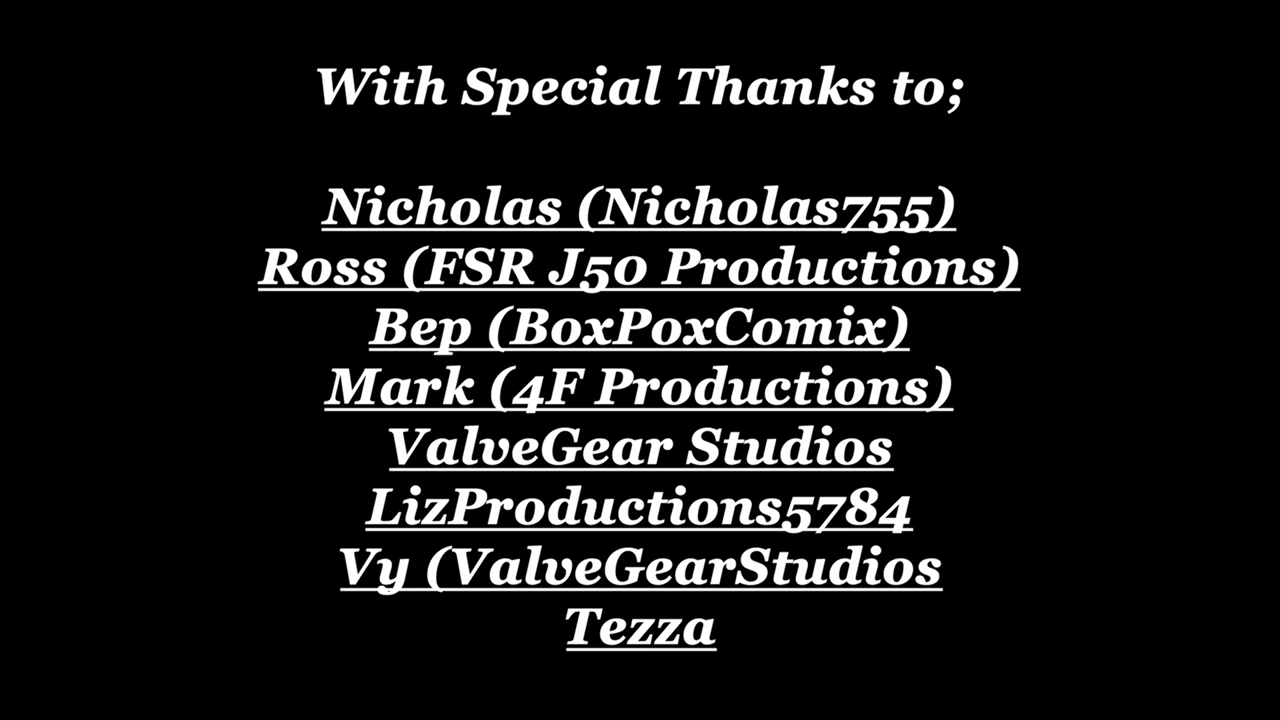 With Special Thanks to;
Nicholas (Nicholas755)
Ross (FSR J50 Productions)
Bep (BoxPoxComix)
Mark (4F Productions)
ValveGear Studios
LizProductions5784
Vy (ValveGearStudios
Tezza